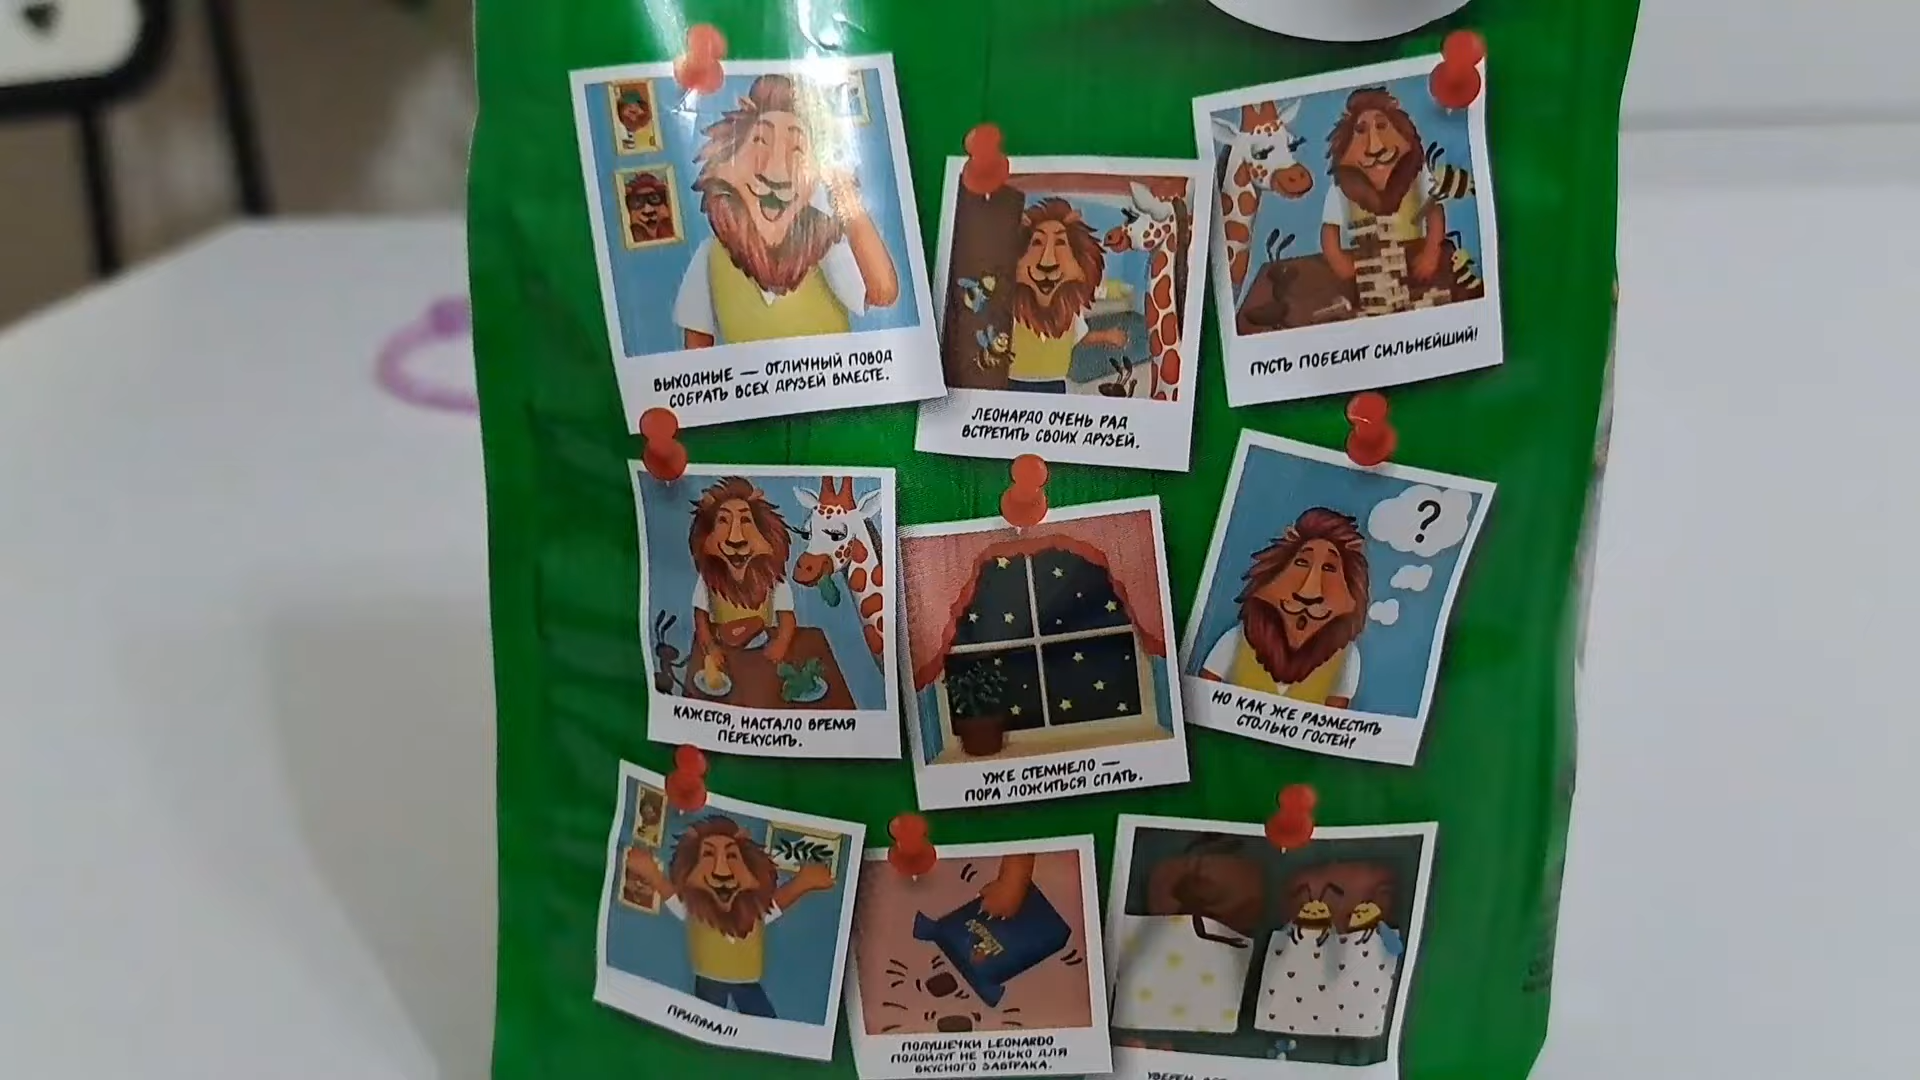 ВЫХОДНЫЕ — ОТЛИЧНЫЙ ПОВОД
СОБРАТЬ ВСЕХ ДРУЗЕЙ ВМЕСТЕ.
ЛЕОНАРДО ОЧЕНЬ РАД
ВСТРЕТИТЬ СВОИХ ДРУЗЕЙ.
ПУСТЬ ПОБЕДИТ СИЛЬНЕЙШИЙ!
КАЖЕТСЯ, НАСТАЛО ВРЕМЯ
ПЕРЕКУСИТЬ.
УЖЕ СТЕМНЕЛО —
ПОРА ЛОЖИТЬСЯ СПАТЬ.
?
НО КАК ЖЕ РАЗМЕСТИТЬ
СТОЛЬКО ГОСТЕЙ?
ПРИДУМАЛ!
Leonardo
ПОДУШЕЧКИ LEONARDO
ПОДОЙДУТ НЕ ТОЛЬКО ДЛЯ
ВКУСНОГО ЗАВТРАКА.